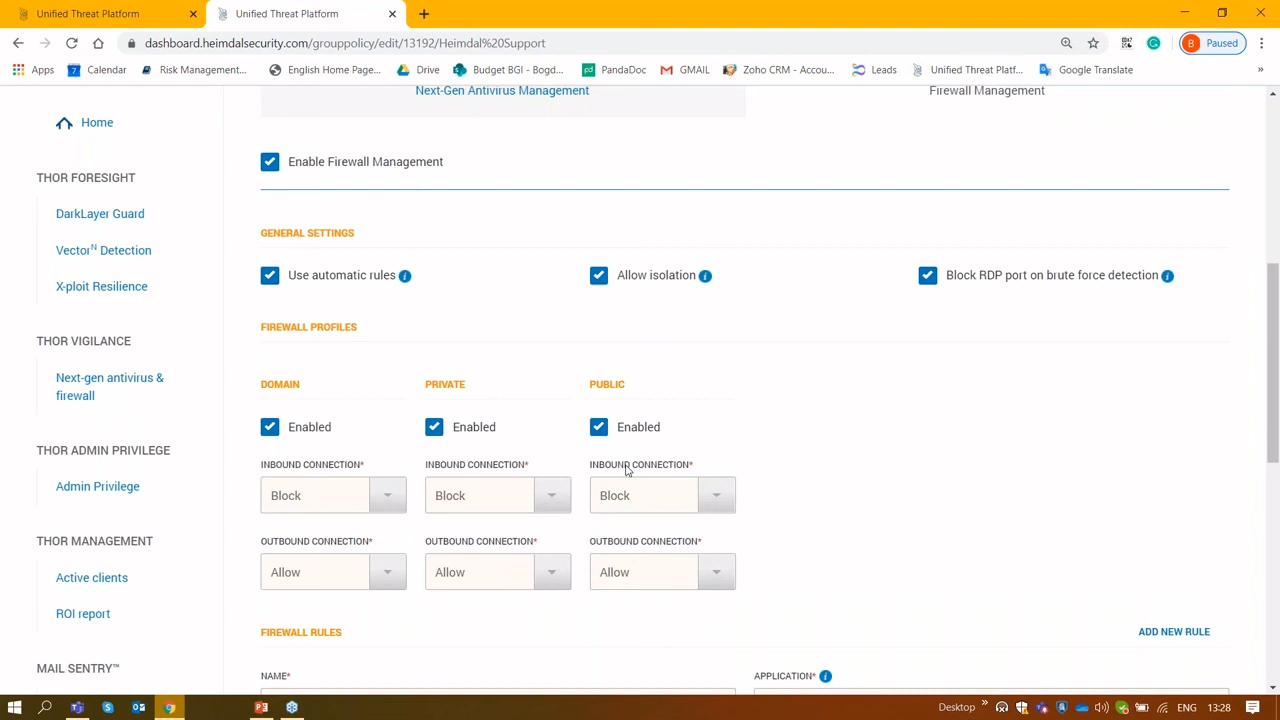 Unified Threat Platform
Unified Threat Platform
dashboard.heimdalsecurity.com/grouppolicy/edit/13192/Heimdal%20Support
B Paused
Apps
7 Calendar
Risk Management...
English Home Page...
Drive
Budget BGI - Bogd...
pd PandaDoc
GMAIL
Zoho CRM - Accou...
Leads
Unified Threat Platf...
Google Translate
»
Next-Gen Antivirus Management
Firewall Management
Home
Enable Firewall Management
THOR FORESIGHT
DarkLayer Guard
VectorN Detection
X-ploit Resilience
GENERAL SETTINGS
Use automatic rules
Allow isolation
Block RDP port on brute force detection
THOR VIGILANCE
Next-gen antivirus &
firewall
FIREWALL PROFILES
DOMAIN
PRIVATE
PUBLIC
Enabled
Enabled
Enabled
THOR ADMIN PRIVILEGE
Admin Privilege
INBOUND CONNECTION*
INBOUND CONNECTION*
INBOUND CONNECTION*
Block
Block
Block
THOR MANAGEMENT
Active clients
ROI report
OUTBOUND CONNECTION*
OUTBOUND CONNECTION*
OUTBOUND CONNECTION*
Allow
Allow
Allow
FIREWALL RULES
ADD NEW RULE
MAIL SENTRY™
NAME*
APPLICATION*
Desktop
»
ENG
13:28